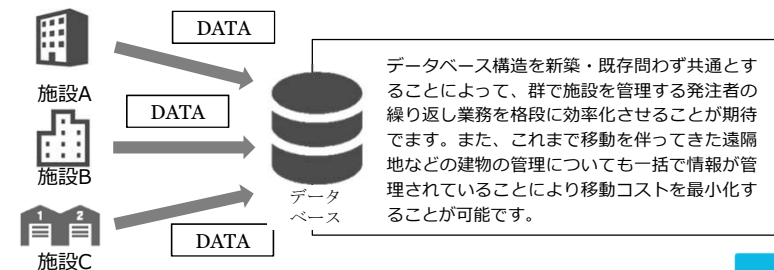 DATA
施設A
DATA
施設B
DATA
1 2
施設C
データ
ベース
データベース構造を新築・既存問わず共通とす
ることによって、群で施設を管理する発注者の
繰り返し業務を格段に効率化させることが期待
でます。また、これまで移動を伴ってきた遠隔
地などの建物の管理についても一括で情報が管
理されていることにより移動コストを最小化す
ることが可能です。